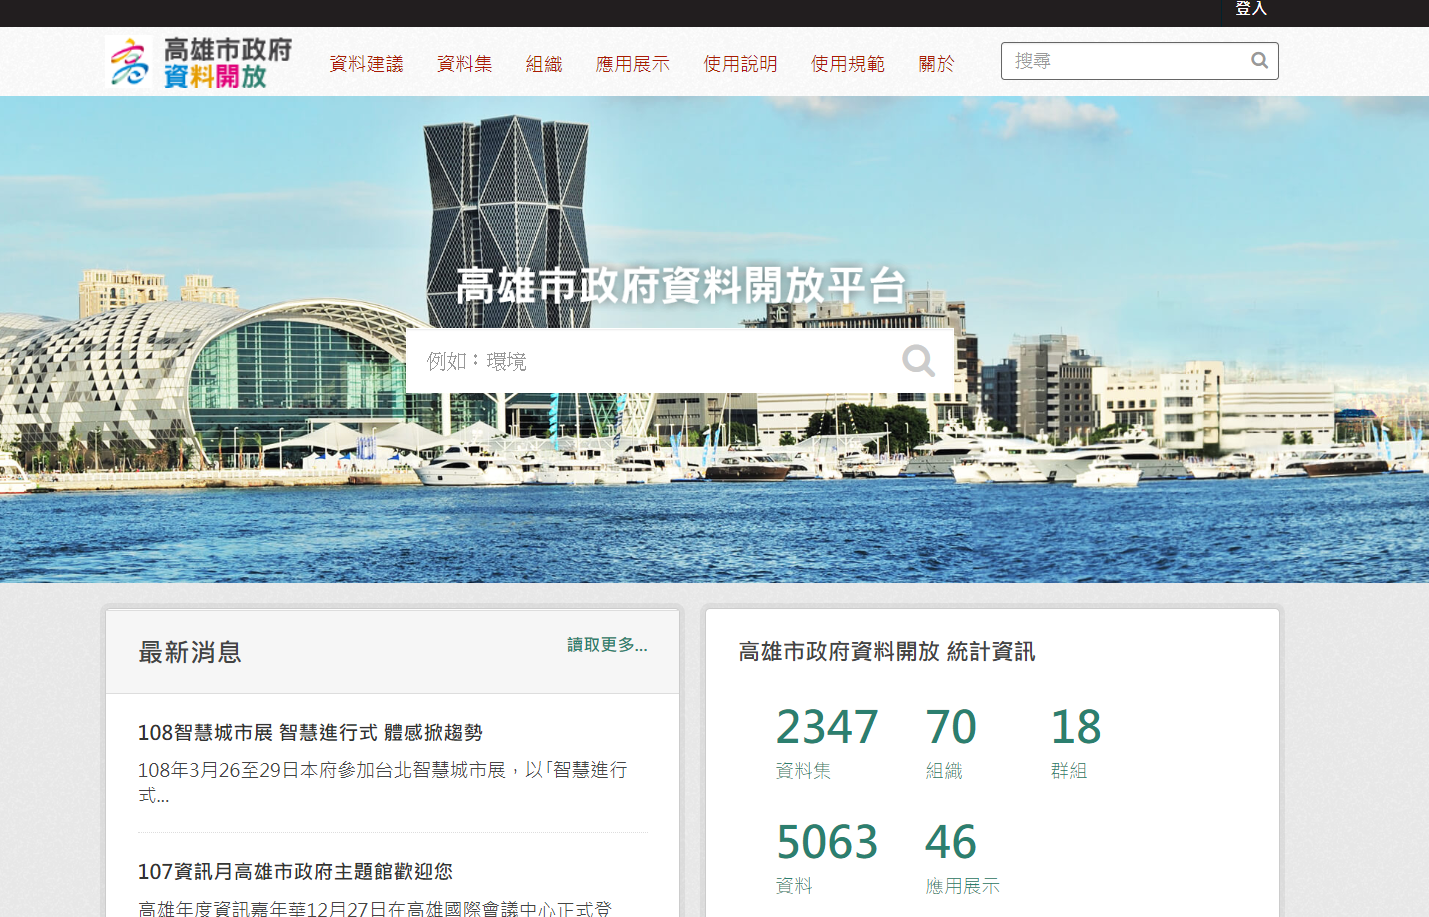 登入
高雄市政府
資料開放
資料建議 資料集 組織 應用展示 使用說明 使用規範 關於
搜尋
高雄市政府資料開放平台
例如：環境
最新消息
讀取更多...
108智慧城市展 智慧進行式 體感掀趨勢
108年3月26至29日本府參加台北智慧城市展，以「智慧進行
式...
107資訊月高雄市政府主題館歡迎您
高雄年度資訊嘉年華12月27日在高雄國際會議中心正式登
高雄市政府資料開放 統計資訊
2347 70 18
資料集 組織 群組
5063 46
資料 應用展示